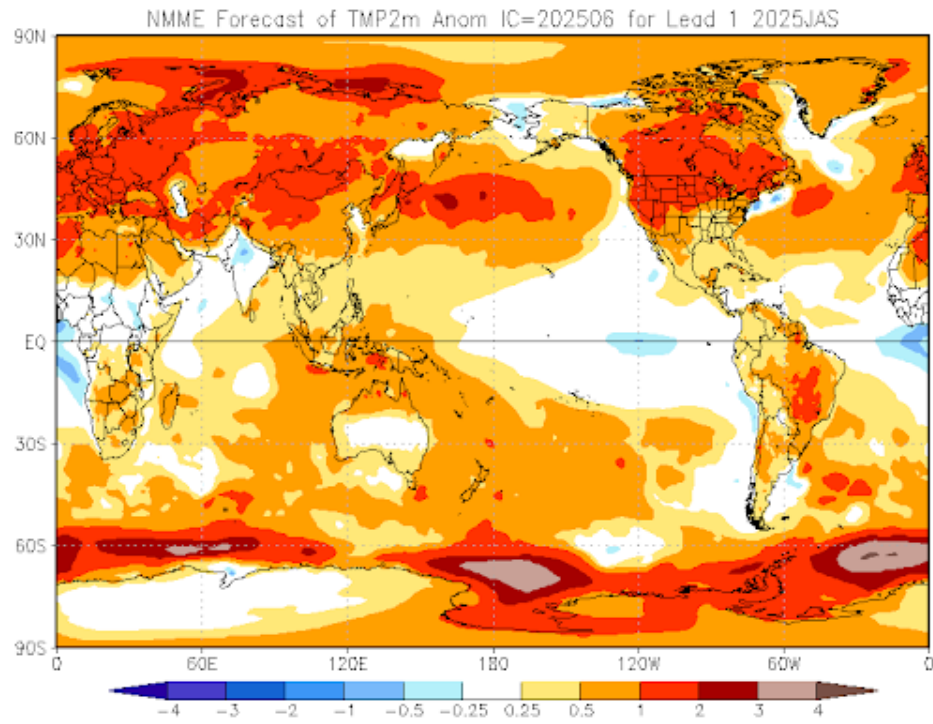 NMME Forecast of TMP2m Anom IC=202506 for Lead 1 2025JAS
90N
60N
30N
EQ
30S
60S
90S
0 60E 120E 180 120W 60W 0
-4 -3 -2 -1 -0.5 -0.25 0.25 0.5 1 2 3 4